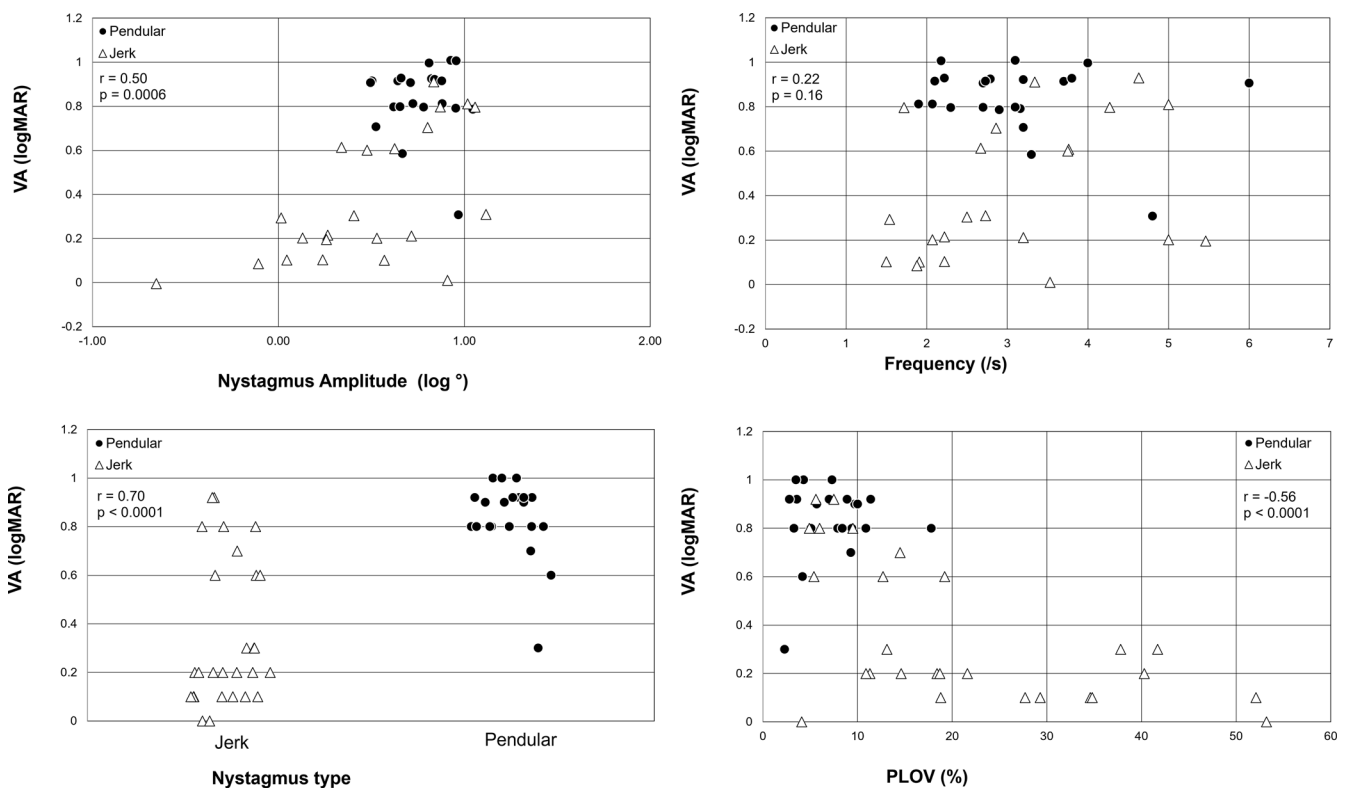 1.2
1
0.8
0.6
0.4
0.2
0
-0.2
-1.00
0.00
1.00
2.00
VA (logMAR)
Pendular
Jerk
r = 0.50
p = 0.0006
Nystagmus Amplitude (log °)
1.2
1
0.8
0.6
0.4
0.2
0
-0.2
0
1
2
3
4
5
6
7
VA (logMAR)
Pendular
Jerk
r = 0.22
p = 0.16
Frequency (/s)
1.2
1
0.8
0.6
0.4
0.2
0
VA (logMAR)
Pendular
Jerk
r = 0.70
p < 0.0001
Jerk
Pendular
Nystagmus type
1.2
1
0.8
0.6
0.4
0.2
0
0
10
20
30
40
50
60
VA (logMAR)
Pendular
Jerk
r = -0.56
p < 0.0001
PLOV (%)